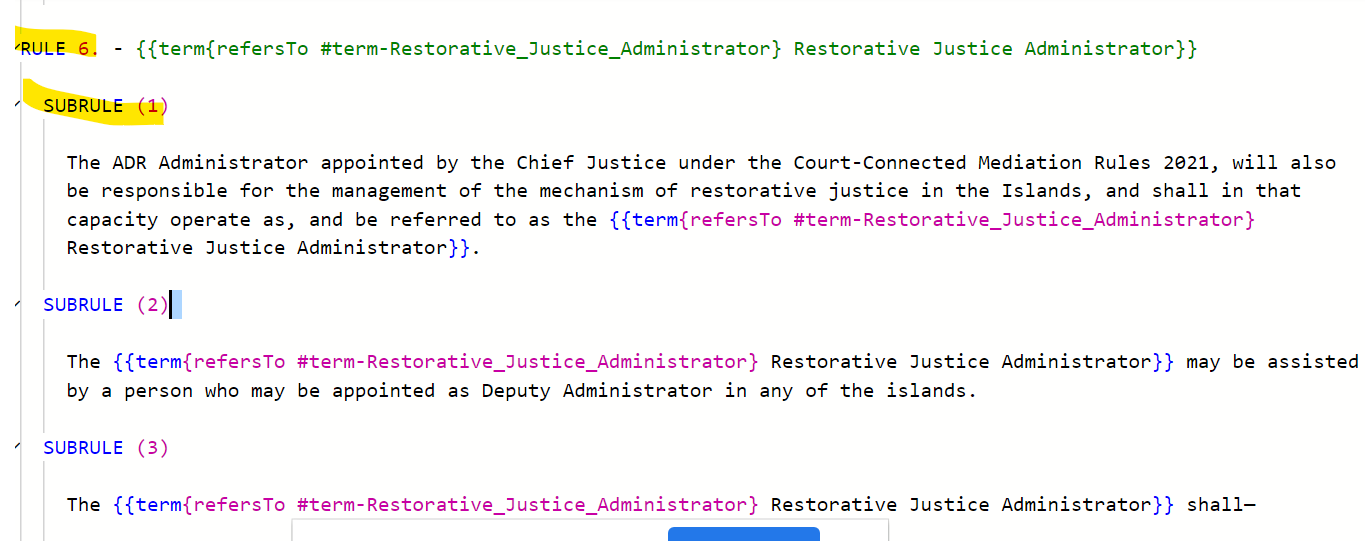 RULE 6. - {{term{refersTo #term-Restorative_Justice_Administrator} Restorative Justice Administrator}}
SUBRULE (1)
The ADR Administrator appointed by the Chief Justice under the Court-Connected Mediation Rules 2021, will also
be responsible for the management of the mechanism of restorative justice in the Islands, and shall in that
capacity operate as, and be referred to as the {{term{refersTo #term-Restorative_Justice_Administrator}
Restorative Justice Administrator}}.
SUBRULE (2)
The {{term{refersTo #term-Restorative_Justice_Administrator} Restorative Justice Administrator}} may be assisted
by a person who may be appointed as Deputy Administrator in any of the islands.
SUBRULE (3)
The {{term{refersTo #term-Restorative_Justice_Administrator} Restorative Justice Administrator}} shall—